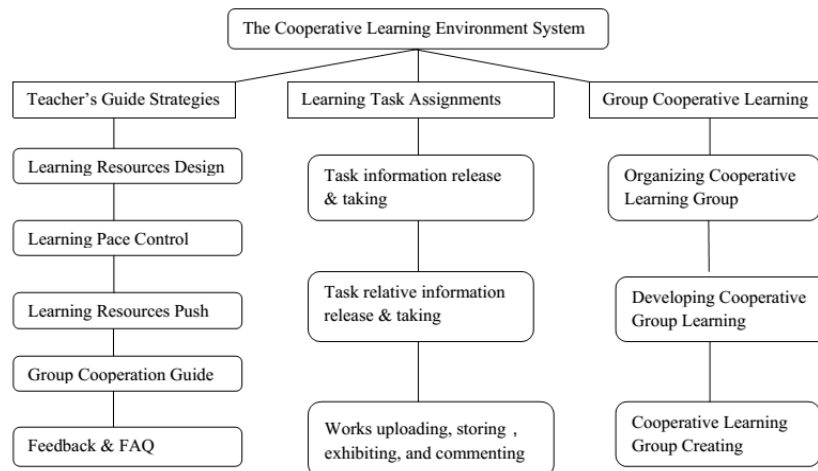 The Cooperative Learning Environment System
Teacher's Guide Strategies
Learning Task Assignments
Group Cooperative Learning
Learning Resources Design
Learning Pace Control
Learning Resources Push
Group Cooperation Guide
Feedback & FAQ
Task information release
& taking
Task relative information
release & taking
Works uploading, storing ,
exhibiting, and commenting
Organizing Cooperative
Learning Group
Developing Cooperative
Group Learning
Cooperative Learning
Group Creating